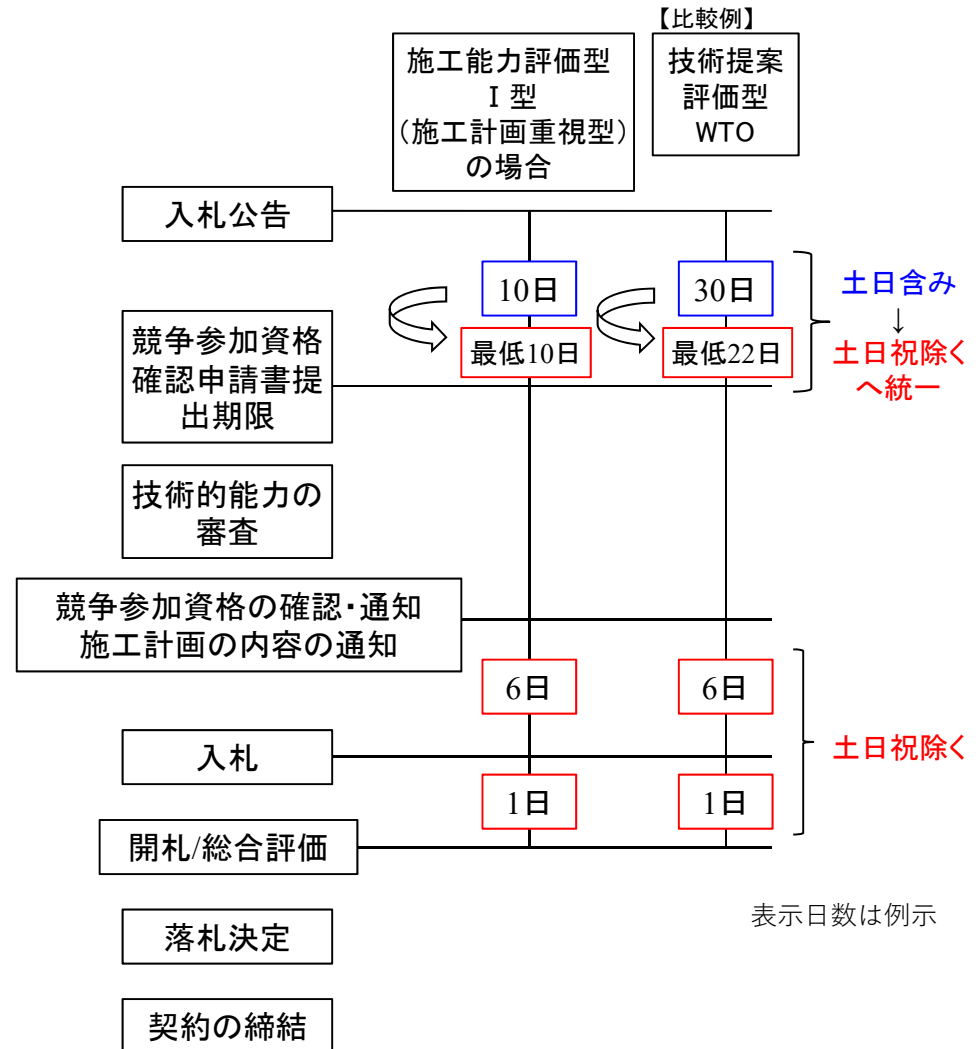 【比較例】
施工能力評価型
Ⅰ型
(施工計画重視型)
の場合
技術提案
評価型
WTO
入札公告
10日
30日
土日含み
↓
土日祝除く
へ統一
最低10日
最低22日
競争参加資格
確認申請書提
出期限
技術的能力の
審査
競争参加資格の確認・通知
施工計画の内容の通知
6日
6日
土日祝除く
入札
1日
1日
開札/総合評価
表示日数は例示
落札決定
契約の締結